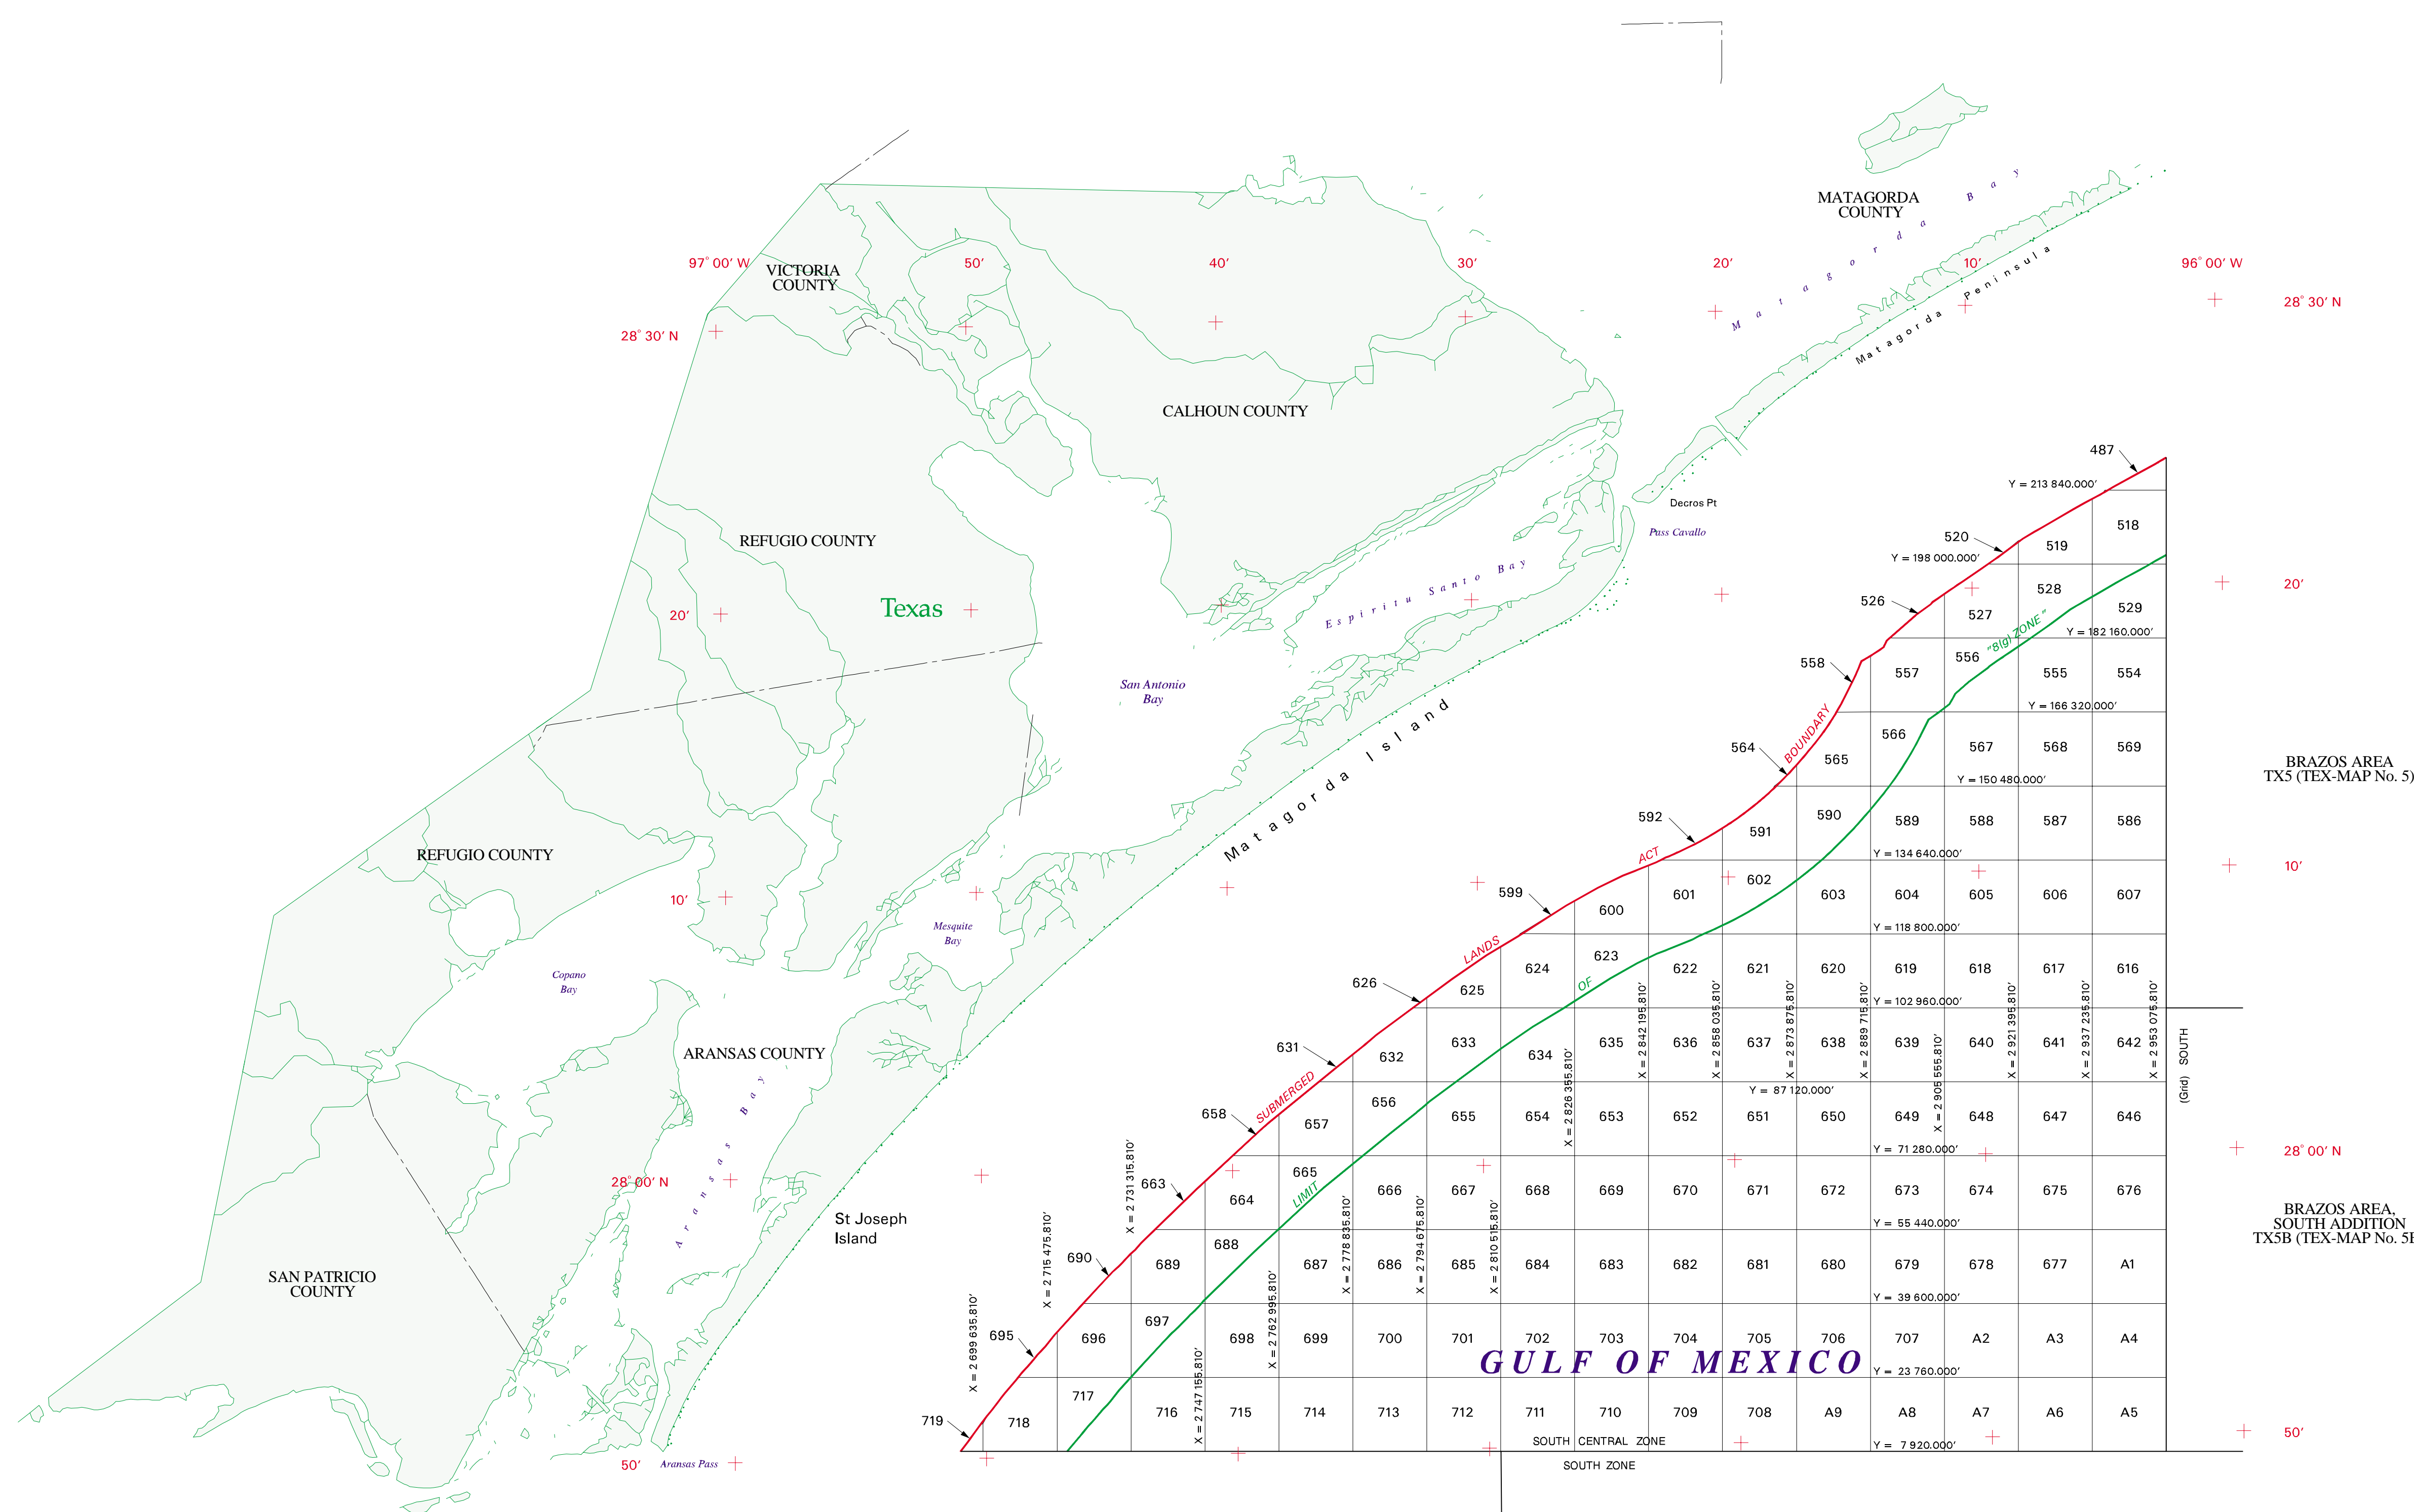 MATAGORDA
COUNTY
Matagorda Bay
Matagorda Peninsula
97° 00′ W
50′
40′
30′
20′
10′
96° 00′ W
VICTORIA
COUNTY
28° 30′ N
28° 30′ N
CALHOUN COUNTY
487
Y = 213 840.000′
Decros Pt
Pass Cavallo
518
520
519
REFUGIO COUNTY
Y = 198 000.000′
Espiritu Santo Bay
20′
Texas
20′
526
527
528
529
"8(g) ZONE"
Y = 182 160.000′
558
557
556
555
554
San Antonio
Bay
Y = 166 320.000′
Matagorda Island
BOUNDARY
564
565
566
567
568
569
BRAZOS AREA
TX5 (TEX-MAP No. 5)
Y = 150 480.000′
592
591
590
589
588
587
586
REFUGIO COUNTY
ACT
Y = 134 640.000′
10′
10′
599
600
601
602
603
604
605
606
607
Mesquite
Bay
Y = 118 800.000′
LANDS
Copano
Bay
626
625
624
623
622
621
620
619
618
617
616
OF
Y = 102 960.000′
X = 2 842 195.810′
X = 2 858 035.810′
X = 2 873 875.810′
X = 2 889 715.810′
X = 2 921 395.810′
X = 2 937 235.810′
X = 2 953 075.810′
ARANSAS COUNTY
631
632
633
634
635
636
637
638
639
640
641
642
(Grid) SOUTH
X = 2 826 355.810′
X = 2 905 555.810′
Y = 87 120.000′
SUBMERGED
Aransas Bay
658
657
656
655
654
653
652
651
650
649
648
647
646
Y = 71 280.000′
28° 00′ N
28° 00′ N
X = 2 731 315.810′
663
664
665
666
667
668
669
670
671
672
673
674
675
676
LIMIT
St Joseph
Island
Y = 55 440.000′
BRAZOS AREA,
SOUTH ADDITION
X = 2 715 475.810′
X = 2 778 835.810′
X = 2 794 675.810′
X = 2 810 515.810′
690
689
688
687
686
685
684
683
682
681
680
679
678
677
A1
SAN PATRICIO
COUNTY
Y = 39 600.000′
X = 2 699 635.810′
X = 2 762 995.810′
695
696
697
698
699
700
701
702
703
704
705
706
707
A2
A3
A4
GULF OF MEXICO
Y = 23 760.000′
X = 2 747 155.810′
719
718
717
716
715
714
713
712
711
710
709
708
A9
A8
A7
A6
A5
50′
SOUTH CENTRAL ZONE
Y = 7 920.000′
50′
Aransas Pass
SOUTH ZONE
TX5B (TEX-MAP No. 5